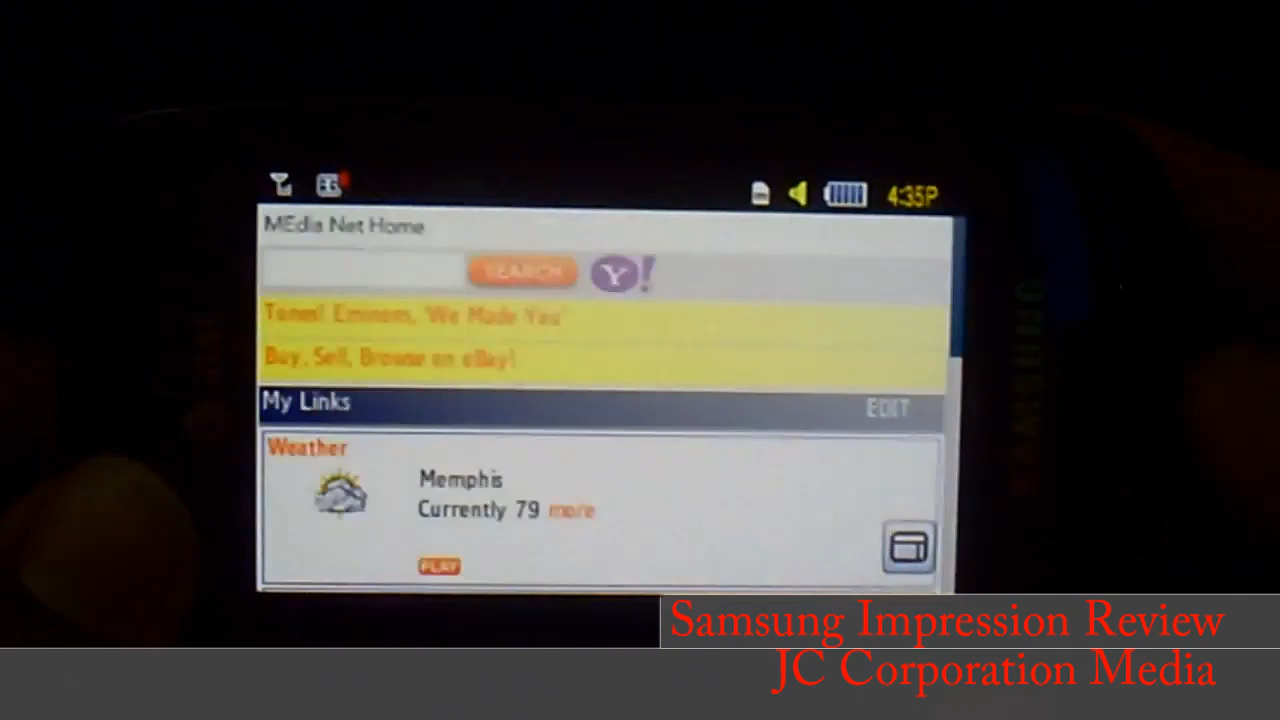 4:35P
MEdia Net Home
SEARCH Y!
Tones! Eminem, 'We Made You'
Buy, Sell, Browse on eBay!
My Links EDIT
Weather
Memphis
Currently 79 more
PLAY
SAMSUNG
Samsung Impression Review
JC Corporation Media